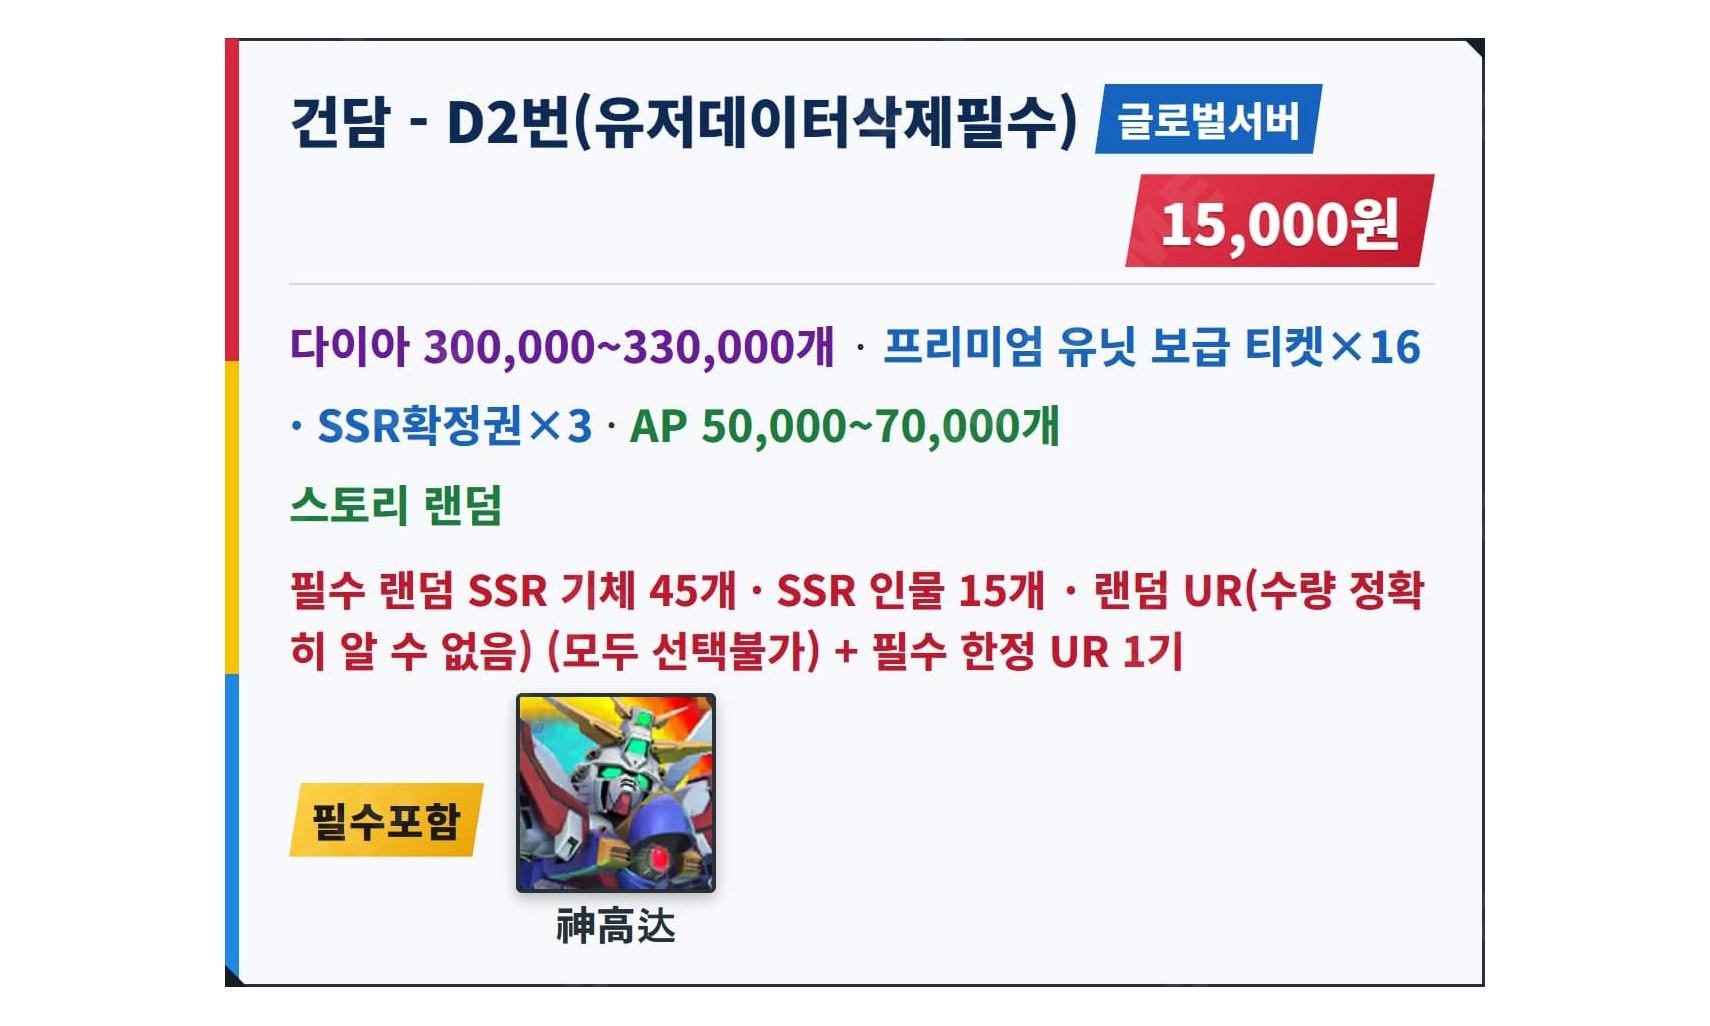 건담 - D2번(유저데이터삭제필수) 글로벌서버
15,000원
다이아 300,000~330,000개 · 프리미엄 유닛 보급 티켓×16
· SSR확정권×3 · AP 50,000~70,000개
스토리 랜덤
필수 랜덤 SSR 기체 45개 · SSR 인물 15개 · 랜덤 UR(수량 정확
히 알 수 없음) (모두 선택불가) + 필수 한정 UR 1기
필수포함
神高达